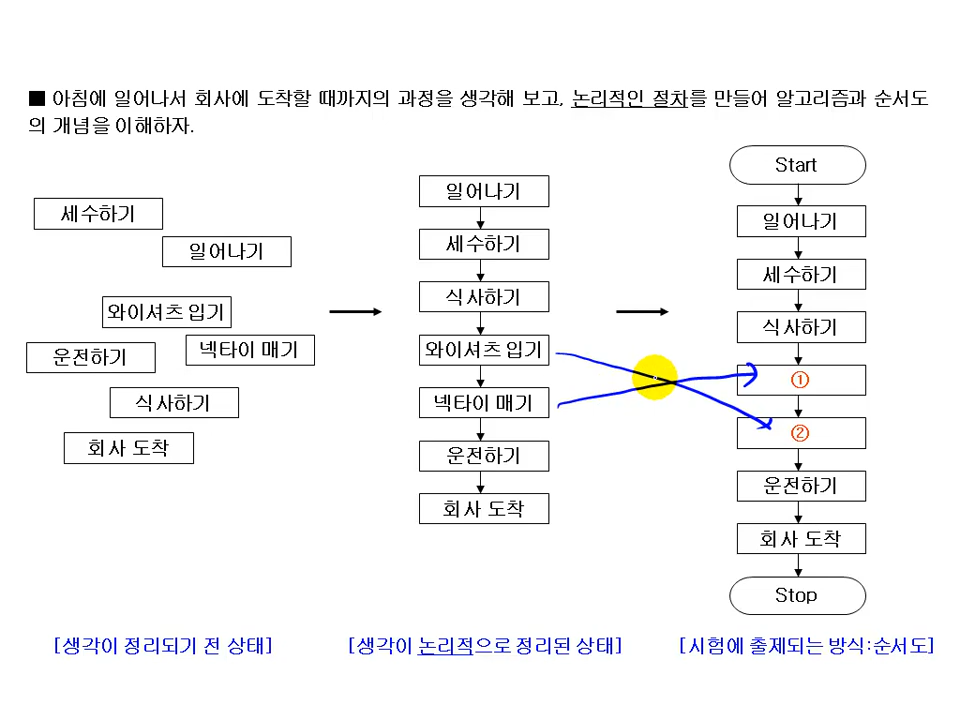 ■ 아침에 일어나서 회사에 도착할 때까지의 과정을 생각해 보고, 논리적인 절차를 만들어 알고리즘과 순서도
의 개념을 이해하자.
세수하기
일어나기
와이셔츠 입기
운전하기
넥타이 매기
식사하기
회사 도착
[생각이 정리되기 전 상태]
일어나기
세수하기
식사하기
와이셔츠 입기
넥타이 매기
운전하기
회사 도착
[생각이 논리적으로 정리된 상태]
Start
일어나기
세수하기
식사하기
①
②
운전하기
회사 도착
Stop
[시험에 출제되는 방식:순서도]